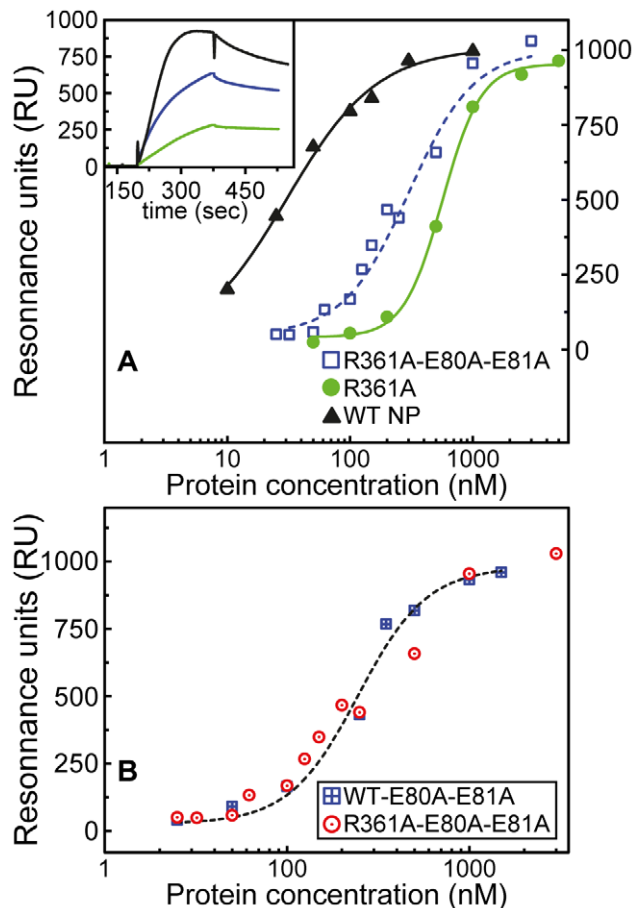 1000
750
500
250
0
150
300
450
time (sec)
Resonnance units (RU)
1000
750
500
250
0
A
R361A-E80A-E81A
R361A
WT NP
1
10
100
1000
Protein concentration (nM)
Resonnance units (RU)
1000
750
500
250
0
B
WT-E80A-E81A
R361A-E80A-E81A
1
10
100
1000
Protein concentration (nM)